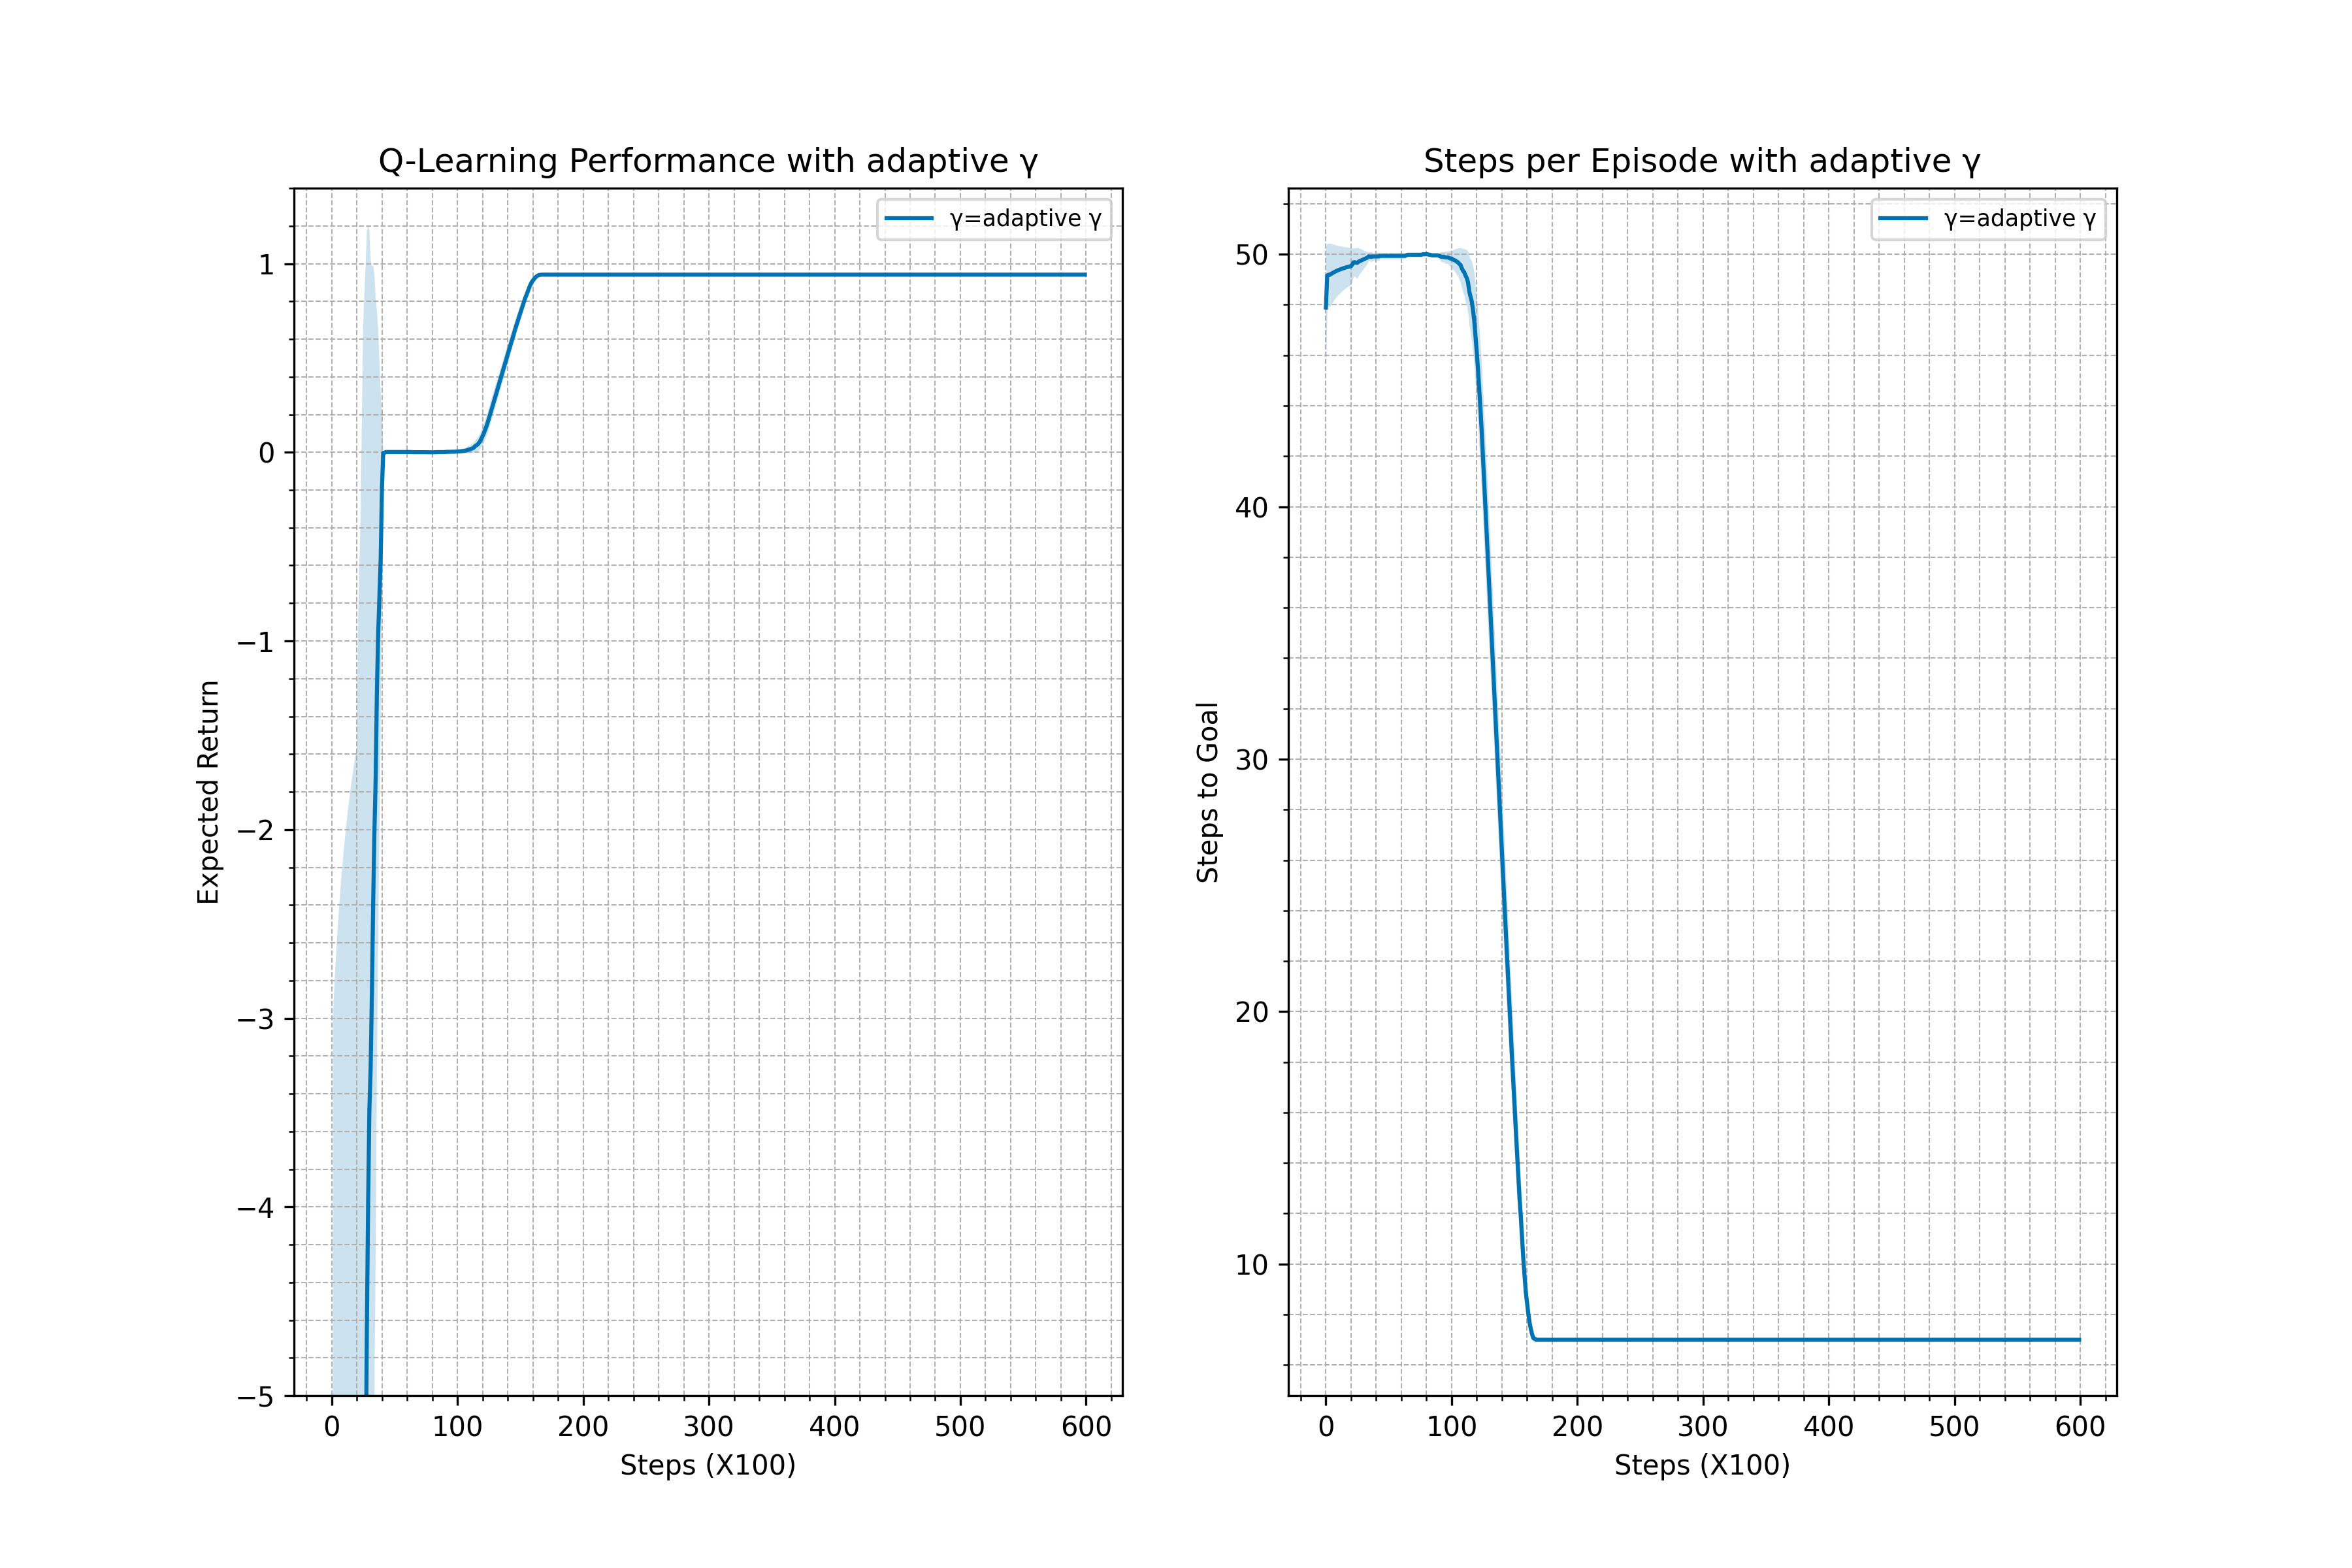 Q-Learning Performance with adaptive γ
γ=adaptive γ
1
0
−1
−2
−3
−4
−5
Expected Return
0 100 200 300 400 500 600
Steps (X100)
Steps per Episode with adaptive γ
γ=adaptive γ
50
40
30
20
10
Steps to Goal
0 100 200 300 400 500 600
Steps (X100)